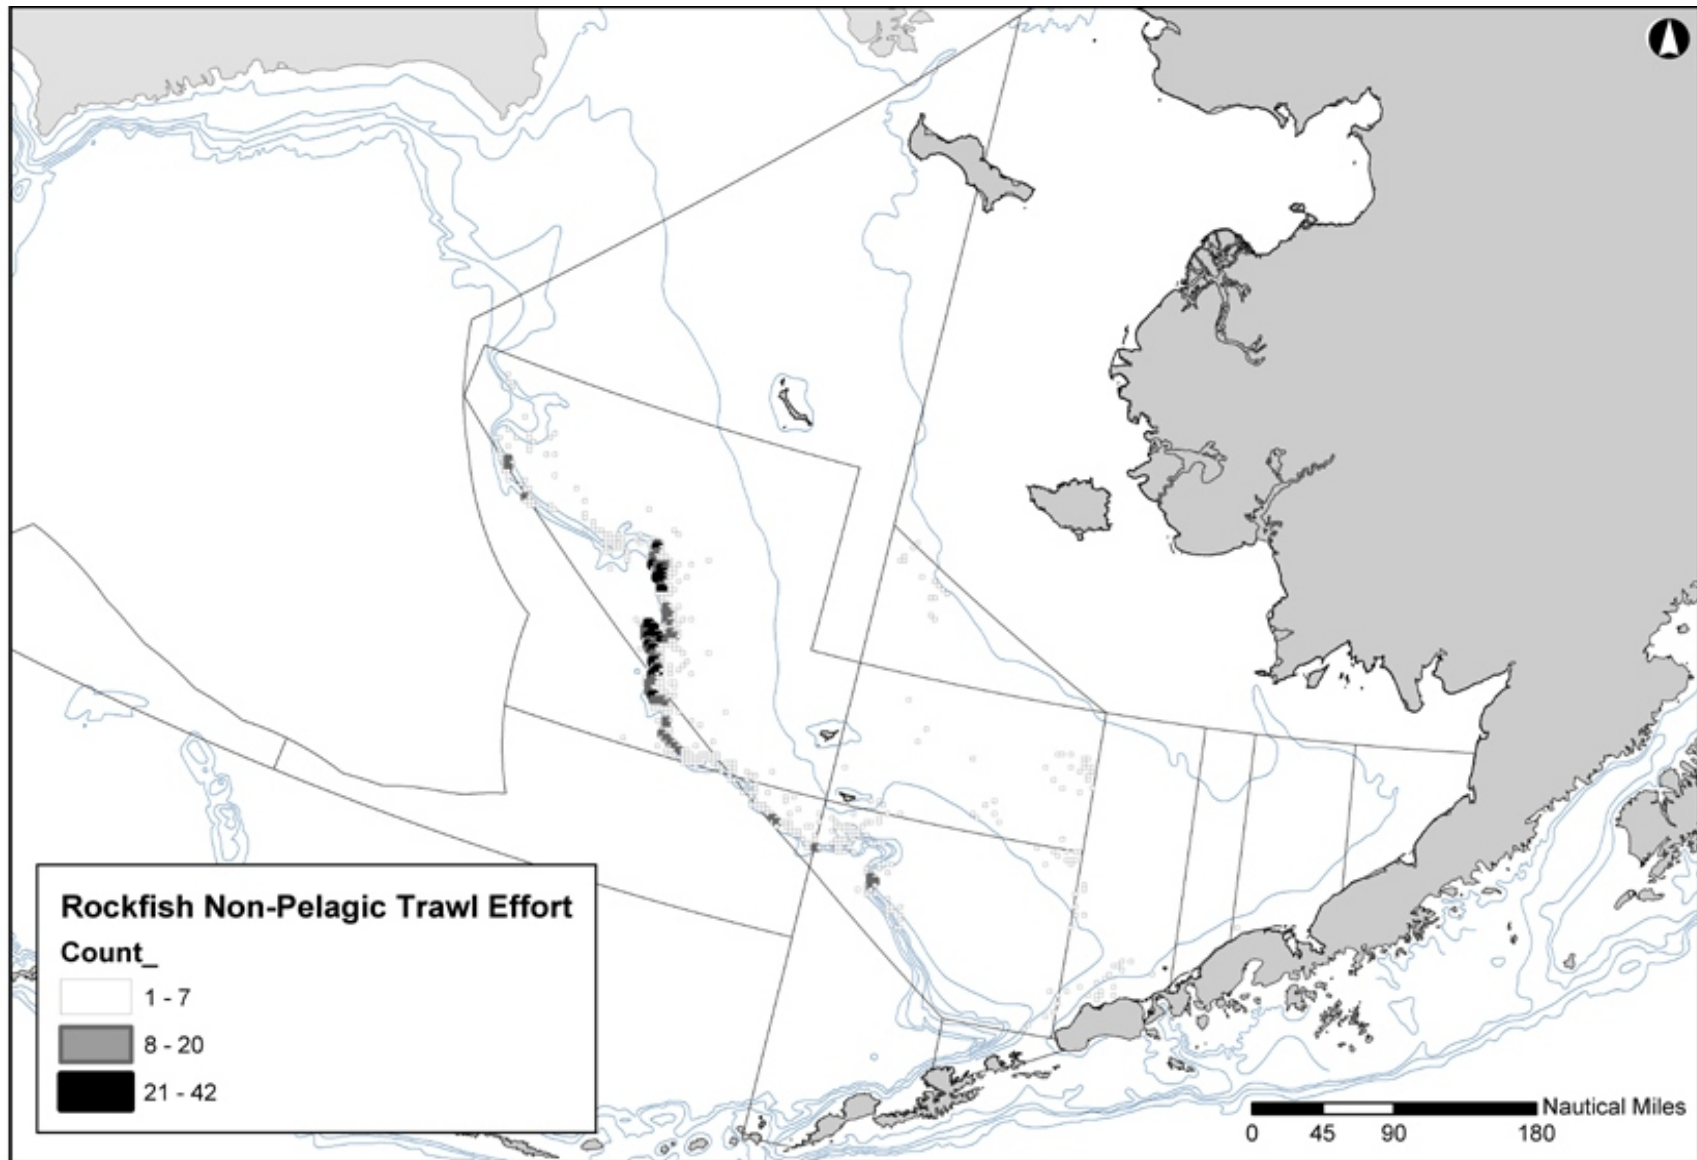 Rockfish Non-Pelagic Trawl Effort
Count_
1 - 7
8 - 20
21 - 42
Nautical Miles
0 45 90 180